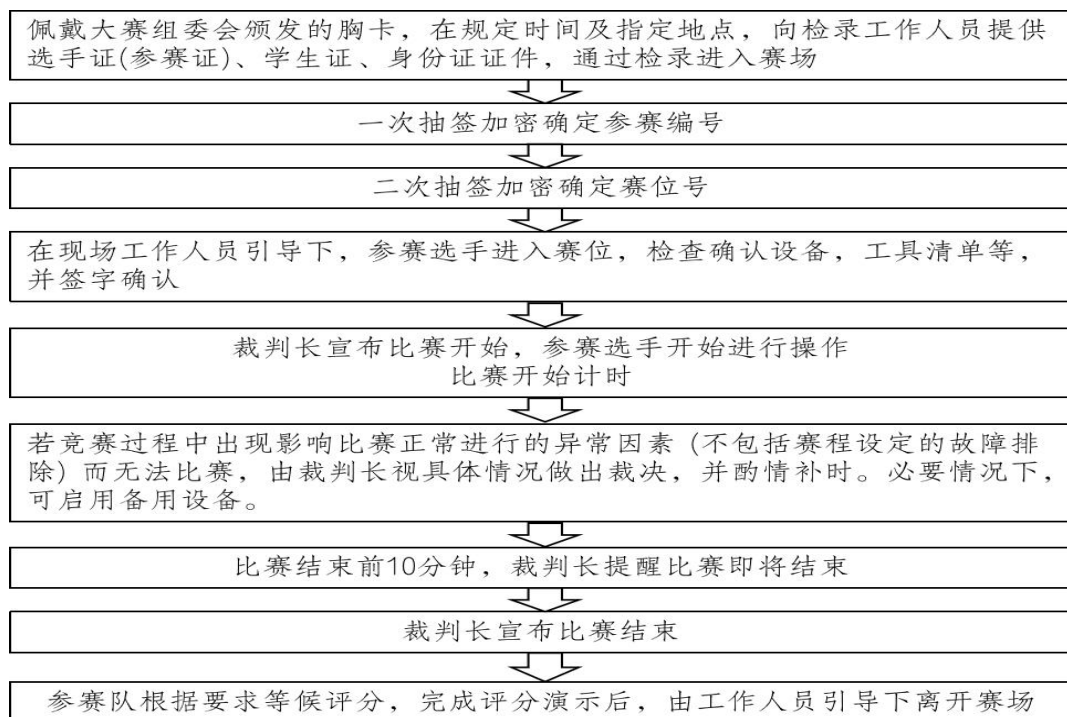 佩戴大赛组委会颁发的胸卡，在规定时间及指定地点，向检录工作人员提供
选手证(参赛证)、学生证、身份证证件，通过检录进入赛场
一次抽签加密确定参赛编号
二次抽签加密确定赛位号
在现场工作人员引导下，参赛选手进入赛位，检查确认设备，工具清单等，
并签字确认
裁判长宣布比赛开始，参赛选手开始进行操作
比赛开始计时
若竞赛过程中出现影响比赛正常进行的异常因素（不包括赛程设定的故障排
除）而无法比赛，由裁判长视具体情况做出裁决，并酌情补时。必要情况下，
可启用备用设备。
比赛结束前10分钟，裁判长提醒比赛即将结束
裁判长宣布比赛结束
参赛队根据要求等候评分，完成评分演示后，由工作人员引导下离开赛场